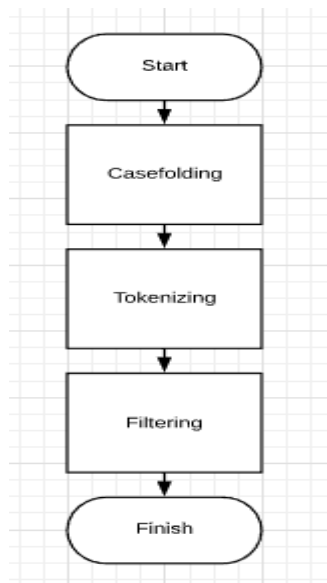 Start
Casefolding
Tokenizing
Filtering
Finish